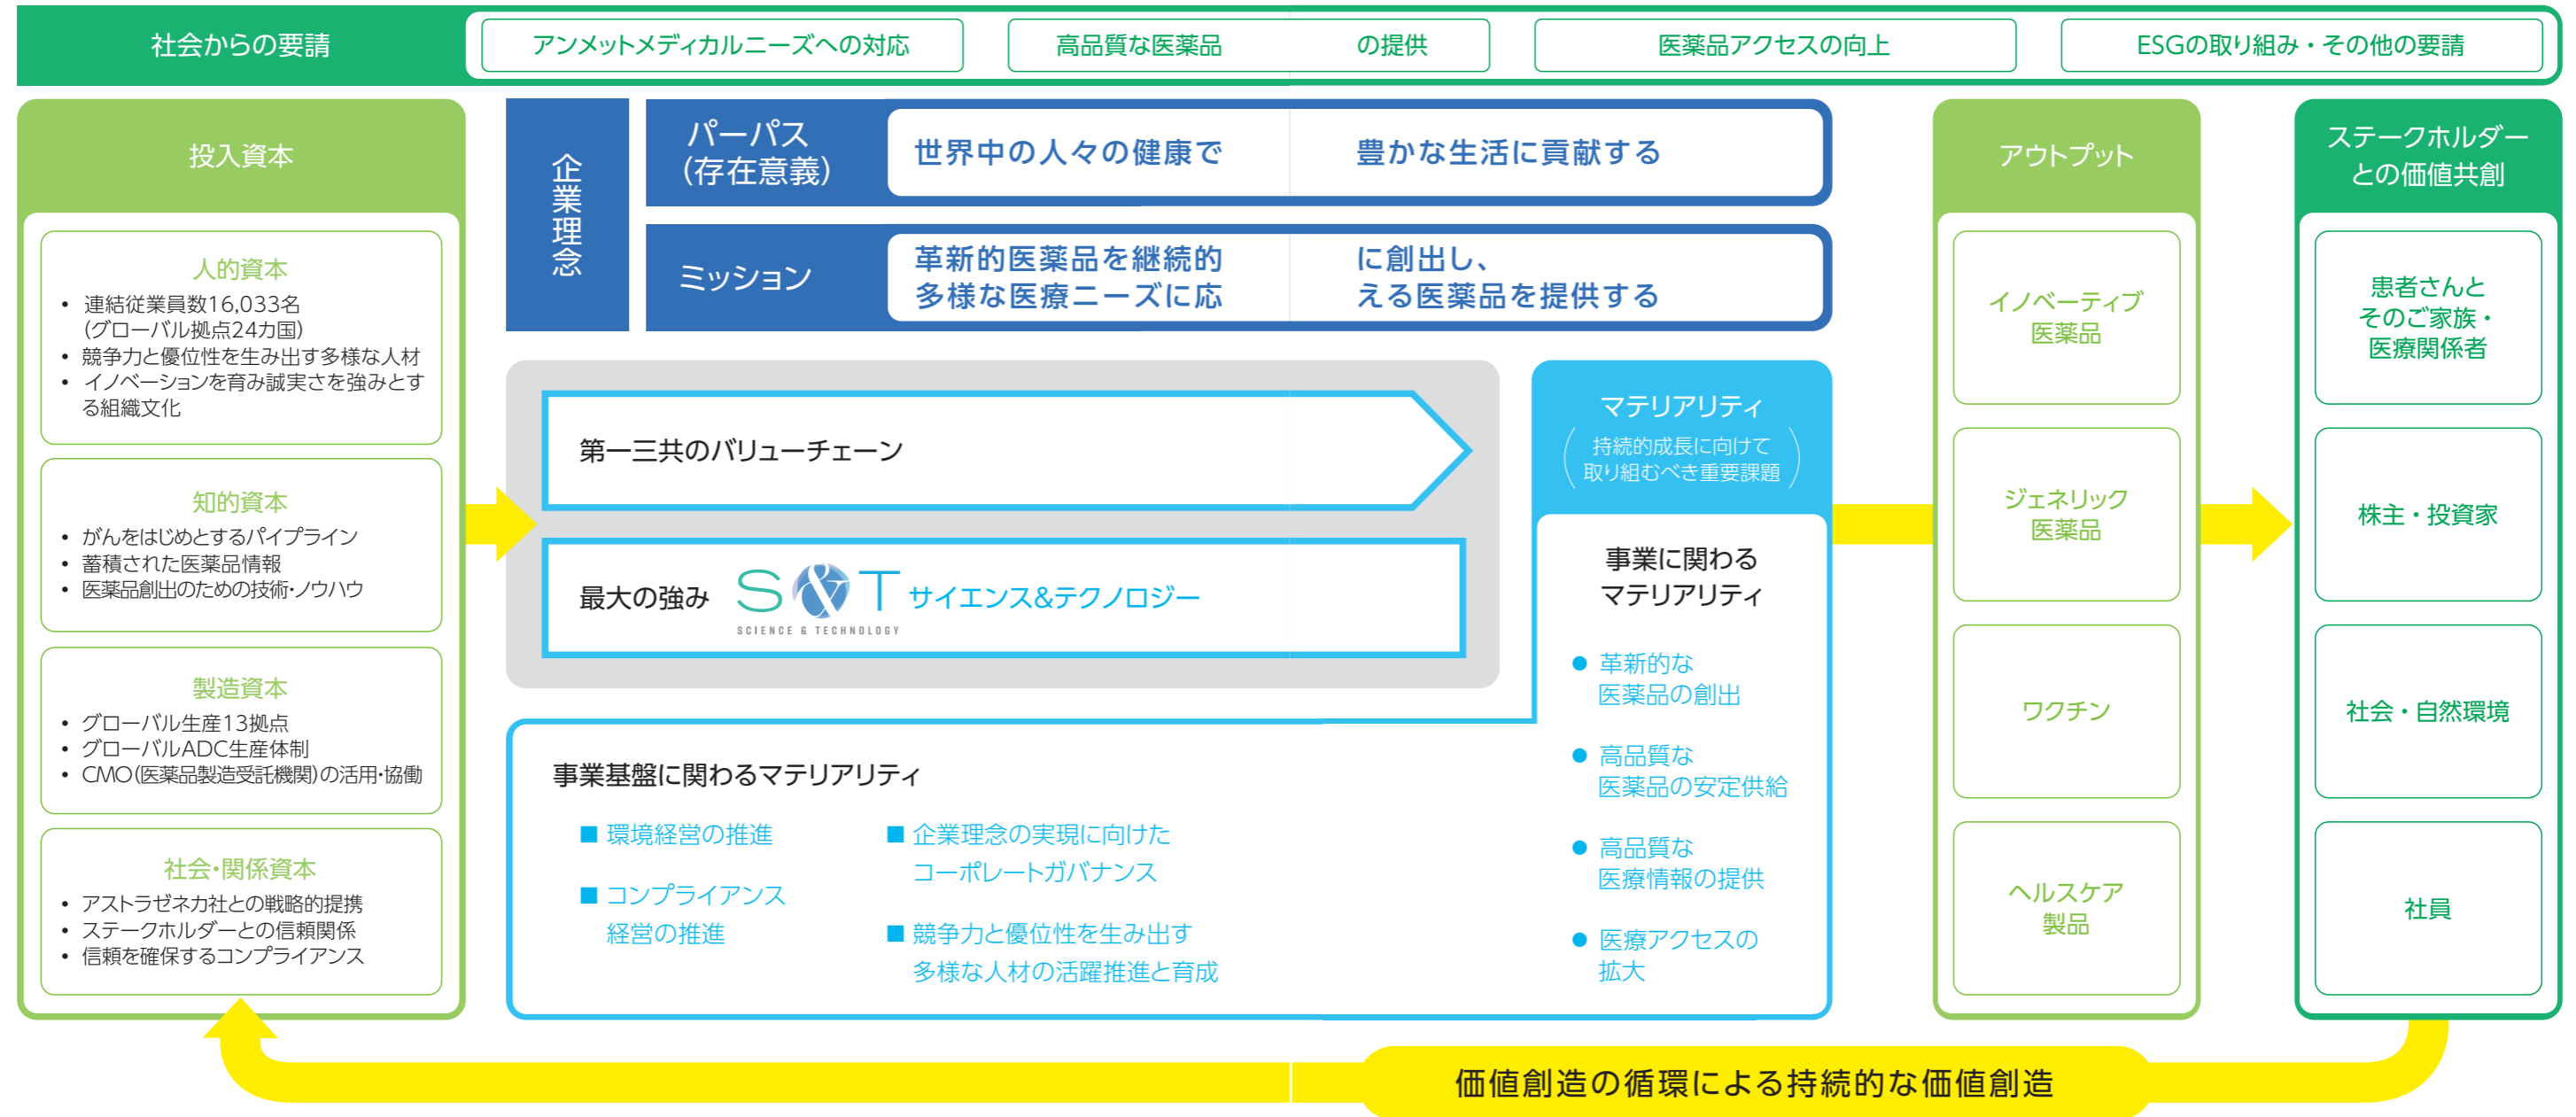 社会からの要請
アンメットメディカルニーズへの対応
高品質な医薬品の提供
医薬品アクセスの向上
ESGの取り組み・その他の要請
投入資本
人的資本
• 連結従業員数16,033名
(グローバル拠点24カ国)
• 競争力と優位性を生み出す多様な人材
• イノベーションを育み誠実さを強みとす
る組織文化
知的資本
• がんをはじめとするパイプライン
• 蓄積された医薬品情報
• 医薬品創出のための技術・ノウハウ
製造資本
• グローバル生産13拠点
• グローバルADC生産体制
• CMO(医薬品製造受託機関)の活用・協働
社会・関係資本
• アストラゼネカ社との戦略的提携
• ステークホルダーとの信頼関係
• 信頼を確保するコンプライアンス
企業理念
パーパス
(存在意義)
世界中の人々の健康で豊かな生活に貢献する
ミッション
革新的医薬品を継続的に創出し、
多様な医療ニーズに応える医薬品を提供する
第一三共のバリューチェーン
最大の強み S&T サイエンス&テクノロジー
SCIENCE & TECHNOLOGY
マテリアリティ
(持続的成長に向けて
取り組むべき重要課題)
事業に関わる
マテリアリティ
● 革新的な
医薬品の創出
● 高品質な
医薬品の安定供給
● 高品質な
医療情報の提供
● 医療アクセスの
拡大
事業基盤に関わるマテリアリティ
■ 環境経営の推進
■ コンプライアンス
経営の推進
■ 企業理念の実現に向けた
コーポレートガバナンス
■ 競争力と優位性を生み出す
多様な人材の活躍推進と育成
アウトプット
イノベーティブ
医薬品
ジェネリック
医薬品
ワクチン
ヘルスケア
製品
ステークホルダー
との価値共創
患者さんと
そのご家族・
医療関係者
株主・投資家
社会・自然環境
社員
価値創造の循環による持続的な価値創造